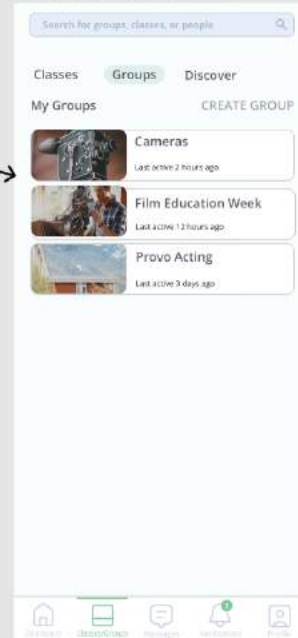 Search for groups, classes, or people
Classes Groups Discover
My Groups CREATE GROUP
Cameras
Last active 2 hours ago
Film Education Week
Last active 12 hours ago
Provo Acting
Last active 3 days ago
Dashboard Classes/Groups Messages Notifications Profile